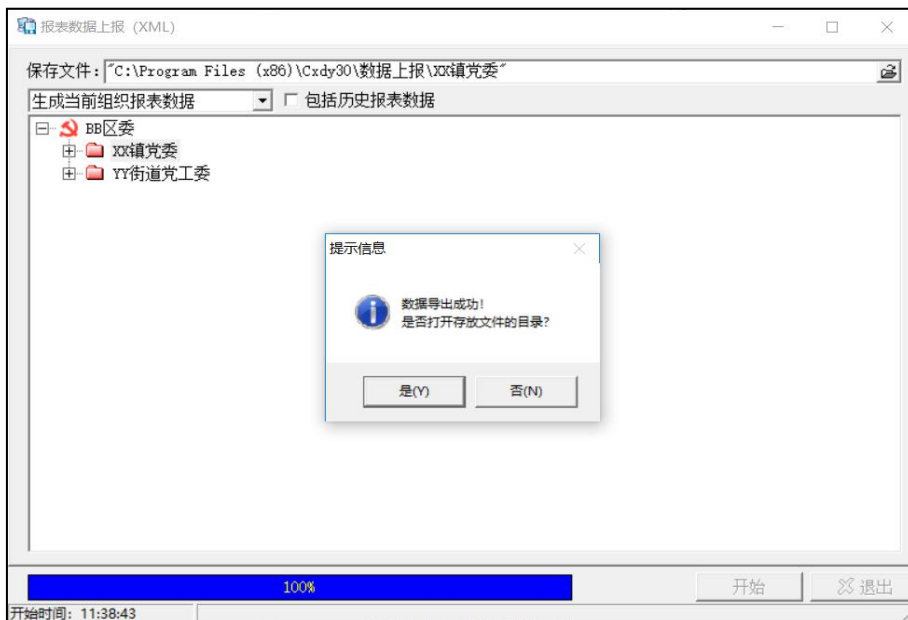 报表数据上报 (XML)
保存文件: "C:\Program Files (x86)\Cxdy30\数据上报\XX镇党委"
生成当前组织报表数据 包括历史报表数据
BB区委
XX镇党委
YY街道党工委
提示信息
数据导出成功!
是否打开存放文件的目录?
是(Y) 否(N)
100% 开始 退出
开始时间: 11:38:43